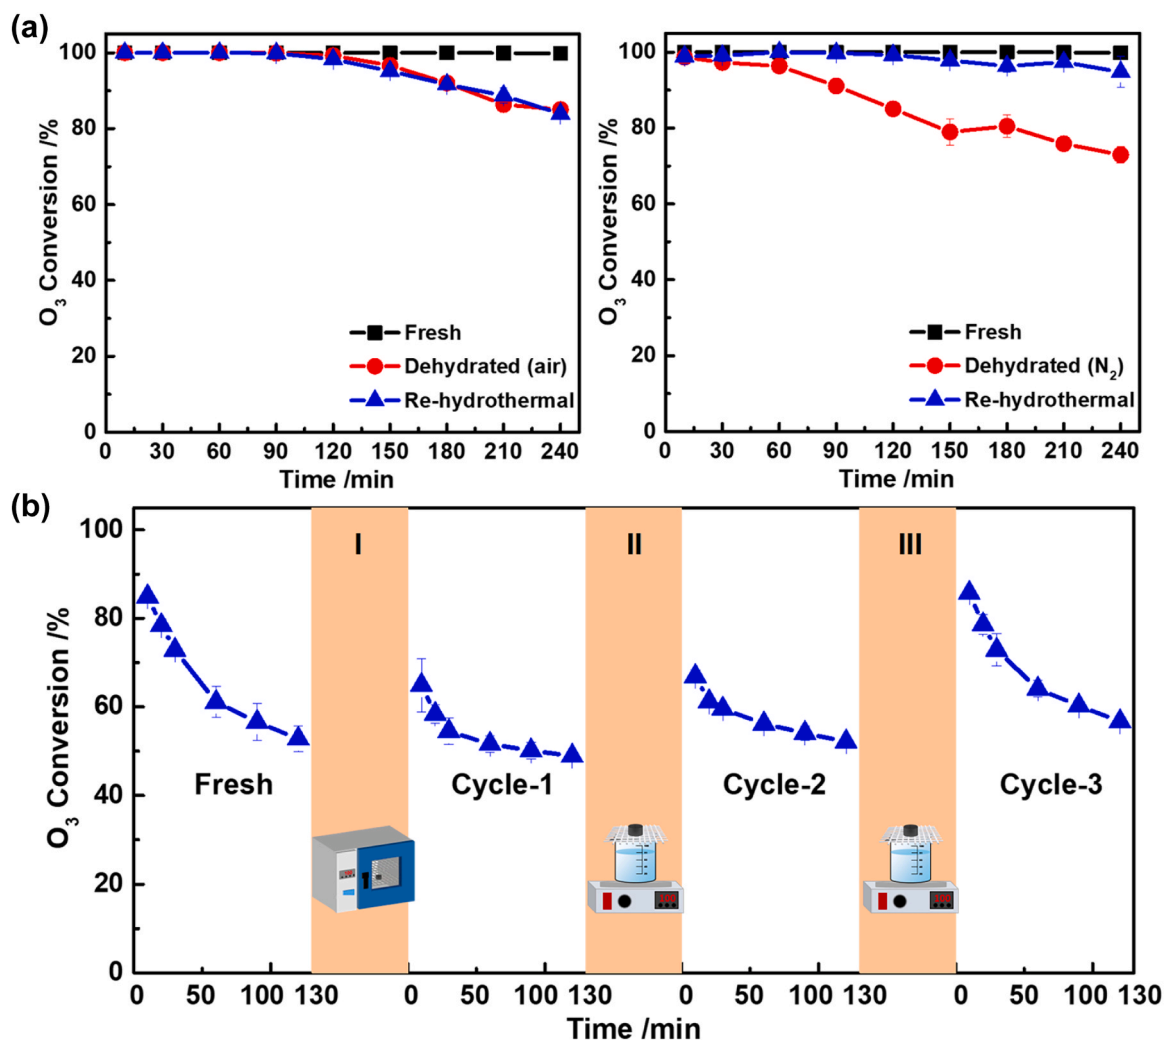 (a)
O3 Conversion /%
100
80
60
40
20
0
Fresh
Dehydrated (air)
Re-hydrothermal
0 30 60 90 120 150 180 210 240
Time /min
O3 Conversion /%
100
80
60
40
20
0
Fresh
Dehydrated (N2)
Re-hydrothermal
0 30 60 90 120 150 180 210 240
Time /min
(b)
O3 Conversion /%
100
80
60
40
20
0
I II III
Fresh Cycle-1 Cycle-2 Cycle-3
0 50 100 130 0 50 100 130 0 50 100 130 0 50 100 130
Time /min